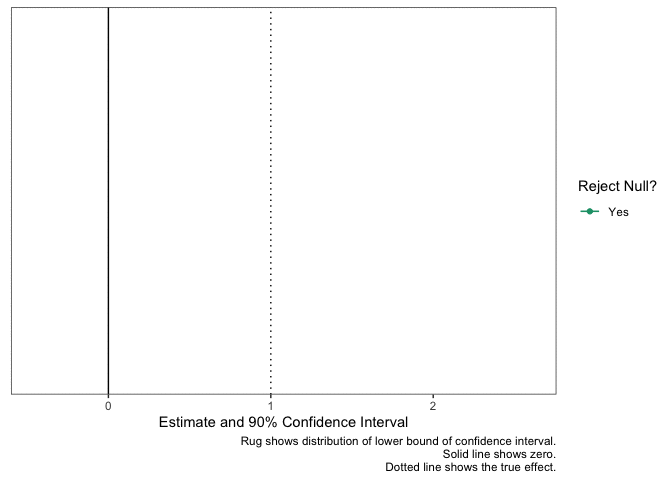 Reject Null?
Yes
0 1 2
Estimate and 90% Confidence Interval
Rug shows distribution of lower bound of confidence interval.
Solid line shows zero.
Dotted line shows the true effect.